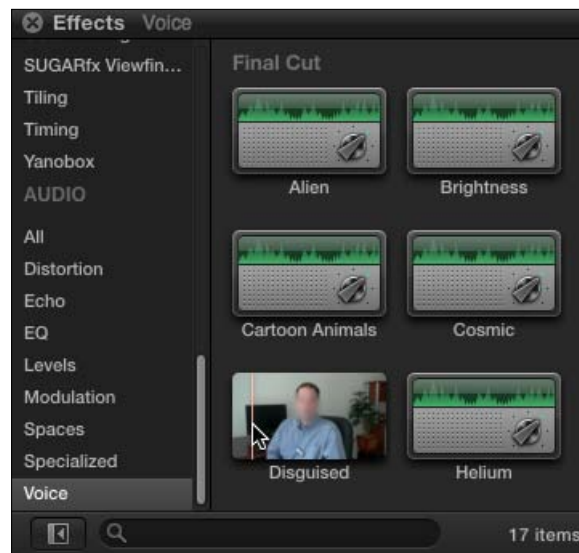 Effects Voice
SUGARfx Viewfin...
Tiling
Timing
Yanobox
AUDIO
All
Distortion
Echo
EQ
Levels
Modulation
Spaces
Specialized
Voice
Final Cut
Alien
Brightness
Cartoon Animals
Cosmic
Disguised
Helium
17 items